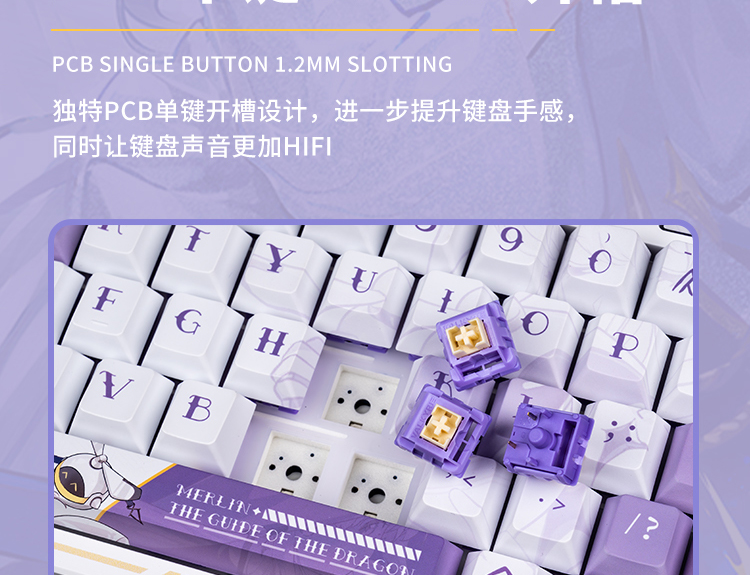 PCB SINGLE BUTTON 1.2MM SLOTTING
独特PCB单键开槽设计，进一步提升键盘手感，
同时让键盘声音更加HIFI
9 0
T Y U I O P
F G H
V B
;:
>
/?
MERLIN
THE GUIDE OF THE DRAGON